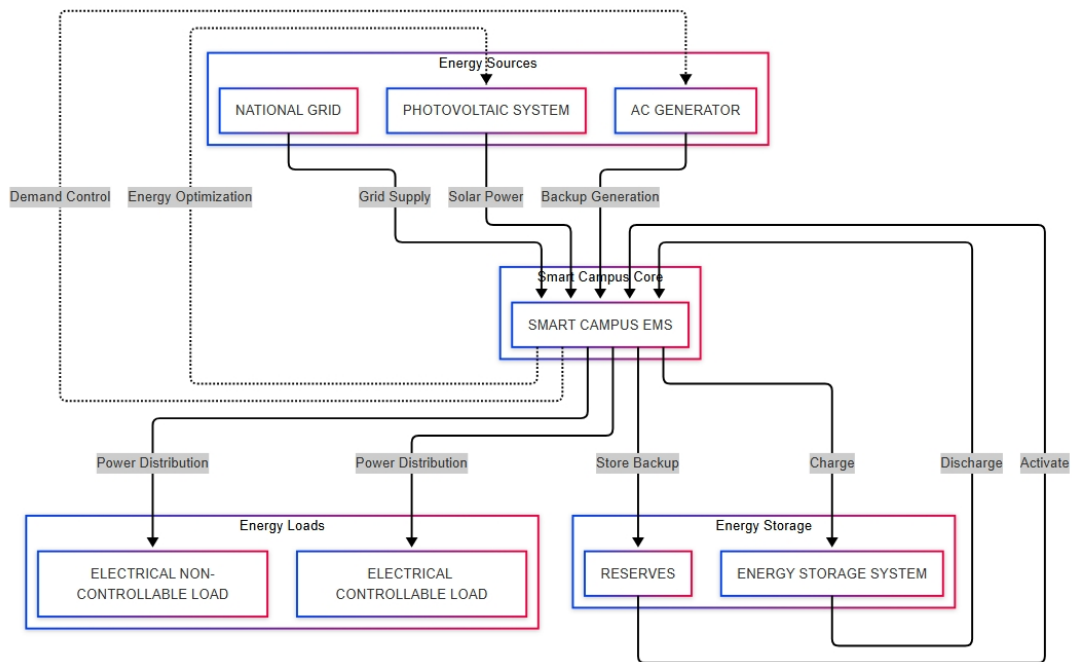 Energy Sources
NATIONAL GRID
PHOTOVOLTAIC SYSTEM
AC GENERATOR
Demand Control
Energy Optimization
Grid Supply
Solar Power
Backup Generation
Smart Campus Core
SMART CAMPUS EMS
Power Distribution
Power Distribution
Store Backup
Charge
Discharge
Activate
Energy Loads
ELECTRICAL NON-
CONTROLLABLE LOAD
ELECTRICAL
CONTROLLABLE LOAD
Energy Storage
RESERVES
ENERGY STORAGE SYSTEM